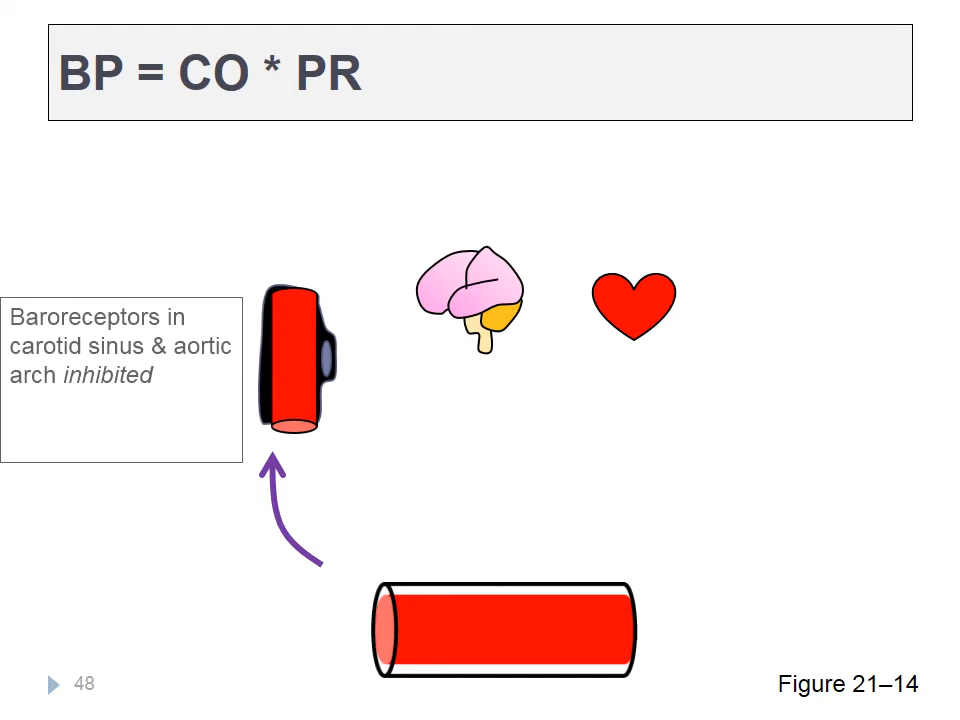 BP = CO * PR
Baroreceptors in
carotid sinus & aortic
arch inhibited
48
Figure 21–14